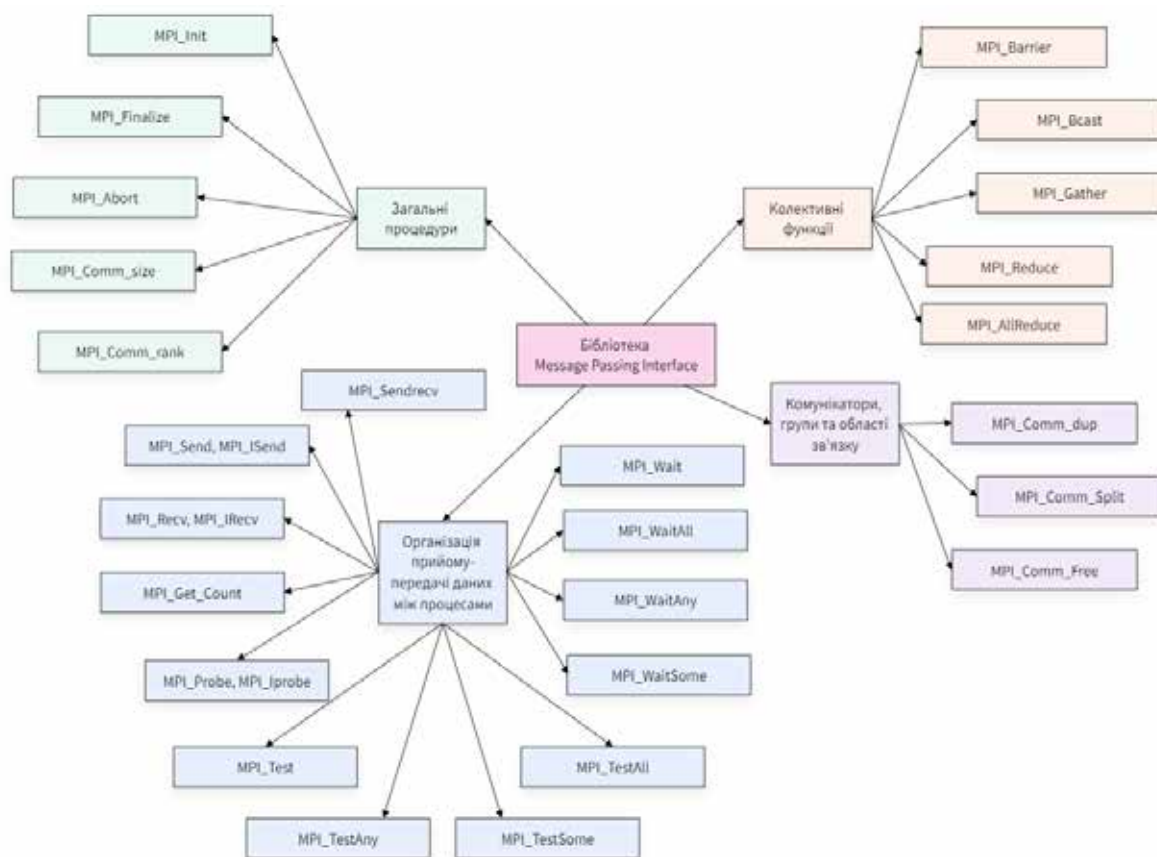 MPI_Init
MPI_Finalize
MPI_Abort
MPI_Comm_size
MPI_Comm_rank
Загальні
процедури
Колективні
функції
MPI_Barrier
MPI_Bcast
MPI_Gather
MPI_Reduce
MPI_AllReduce
Бібліотека
Message Passing Interface
Комунікатори,
групи та області
зв'язку
MPI_Comm_dup
MPI_Comm_Split
MPI_Comm_Free
MPI_Sendrecv
MPI_Send, MPI_ISend
MPI_Recv, MPI_IRecv
MPI_Get_Count
MPI_Probe, MPI_Iprobe
Організація
прийому-
передачі даних
між процесами
MPI_Wait
MPI_WaitAll
MPI_WaitAny
MPI_WaitSome
MPI_Test
MPI_TestAny
MPI_TestSome
MPI_TestAll